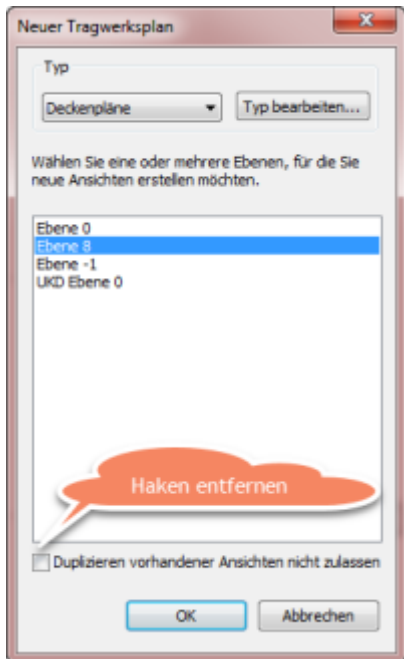 Neuer Tragwerksplan
Typ
Deckenpläne
Typ bearbeiten...
Wählen Sie eine oder mehrere Ebenen, für die Sie
neue Ansichten erstellen möchten.
Ebene 0
Ebene 8
Ebene -1
UKD Ebene 0
Haken entfernen
Duplizieren vorhandener Ansichten nicht zulassen
OK
Abbrechen